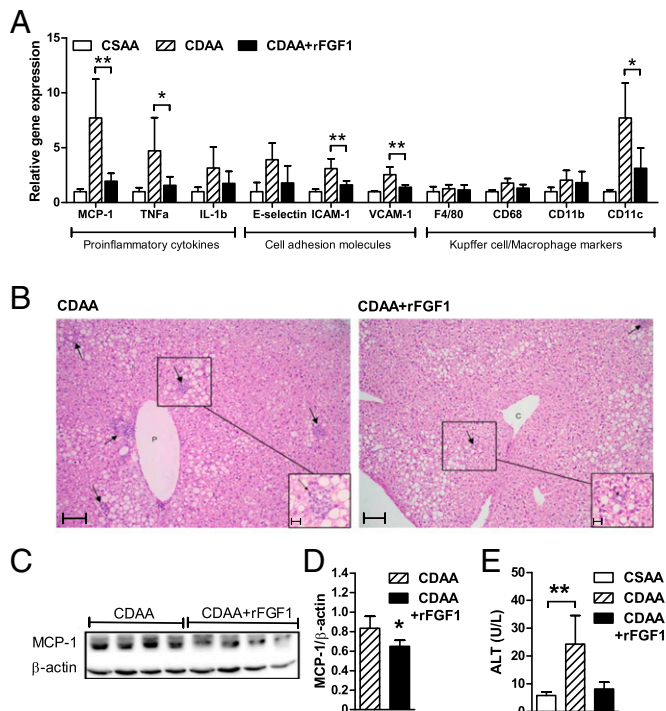 A
CSAA CDAA CDAA+rFGF1
Relative gene expression
15
10
5
0
** * ** ** *
MCP-1 TNFa IL-1b E-selectin ICAM-1 VCAM-1 F4/80 CD68 CD11b CD11c
Proinflammatory cytokines Cell adhesion molecules Kupffer cell/Macrophage markers
B
CDAA CDAA+rFGF1
P C
C
CDAA CDAA+rFGF1
MCP-1
β-actin
D
MCP-1/β-actin
1.4
1.2
1.0
0.8
0.6
0.4
0.2
0
CDAA
CDAA
+rFGF1
*
E
ALT (U/L)
50
40
30
20
10
0
CSAA
CDAA
CDAA
+rFGF1
**